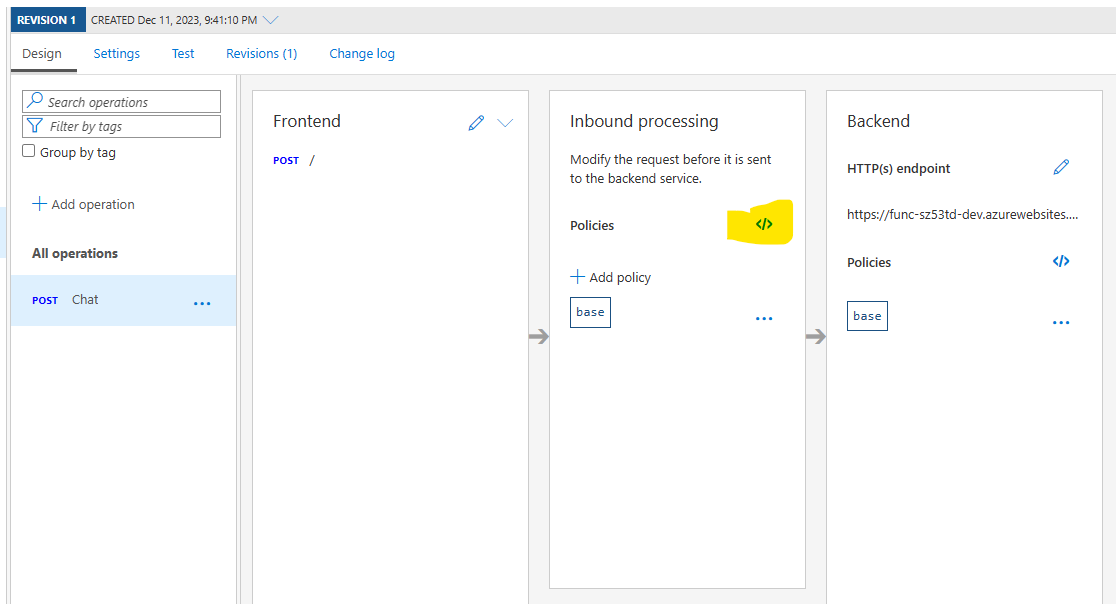 REVISION 1 CREATED Dec 11, 2023, 9:41:10 PM
Design Settings Test Revisions (1) Change log
Search operations
Filter by tags
Group by tag
Add operation
All operations
POST Chat ...
Frontend
POST /
Inbound processing
Modify the request before it is sent
to the backend service.
Policies </>
Add policy
base ...
Backend
HTTP(s) endpoint
https://func-sz53td-dev.azurewebsites....
Policies </>
base ...